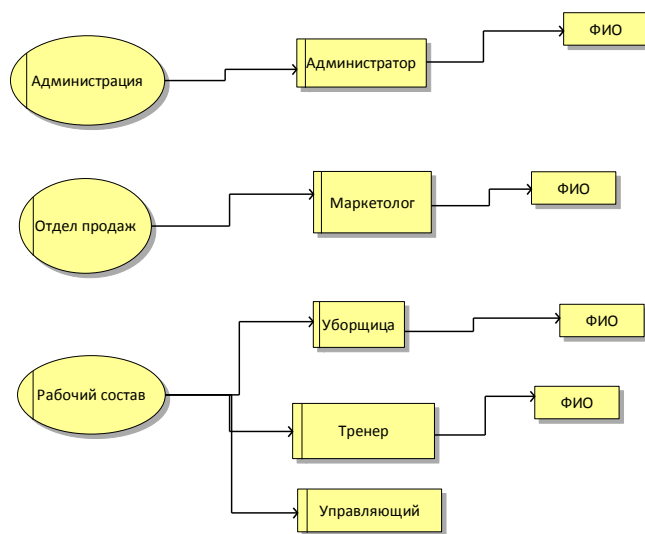 ФИО
Администрация
Администратор
Отдел продаж
Маркетолог
ФИО
Рабочий состав
Уборщица
ФИО
Тренер
ФИО
Управляющий